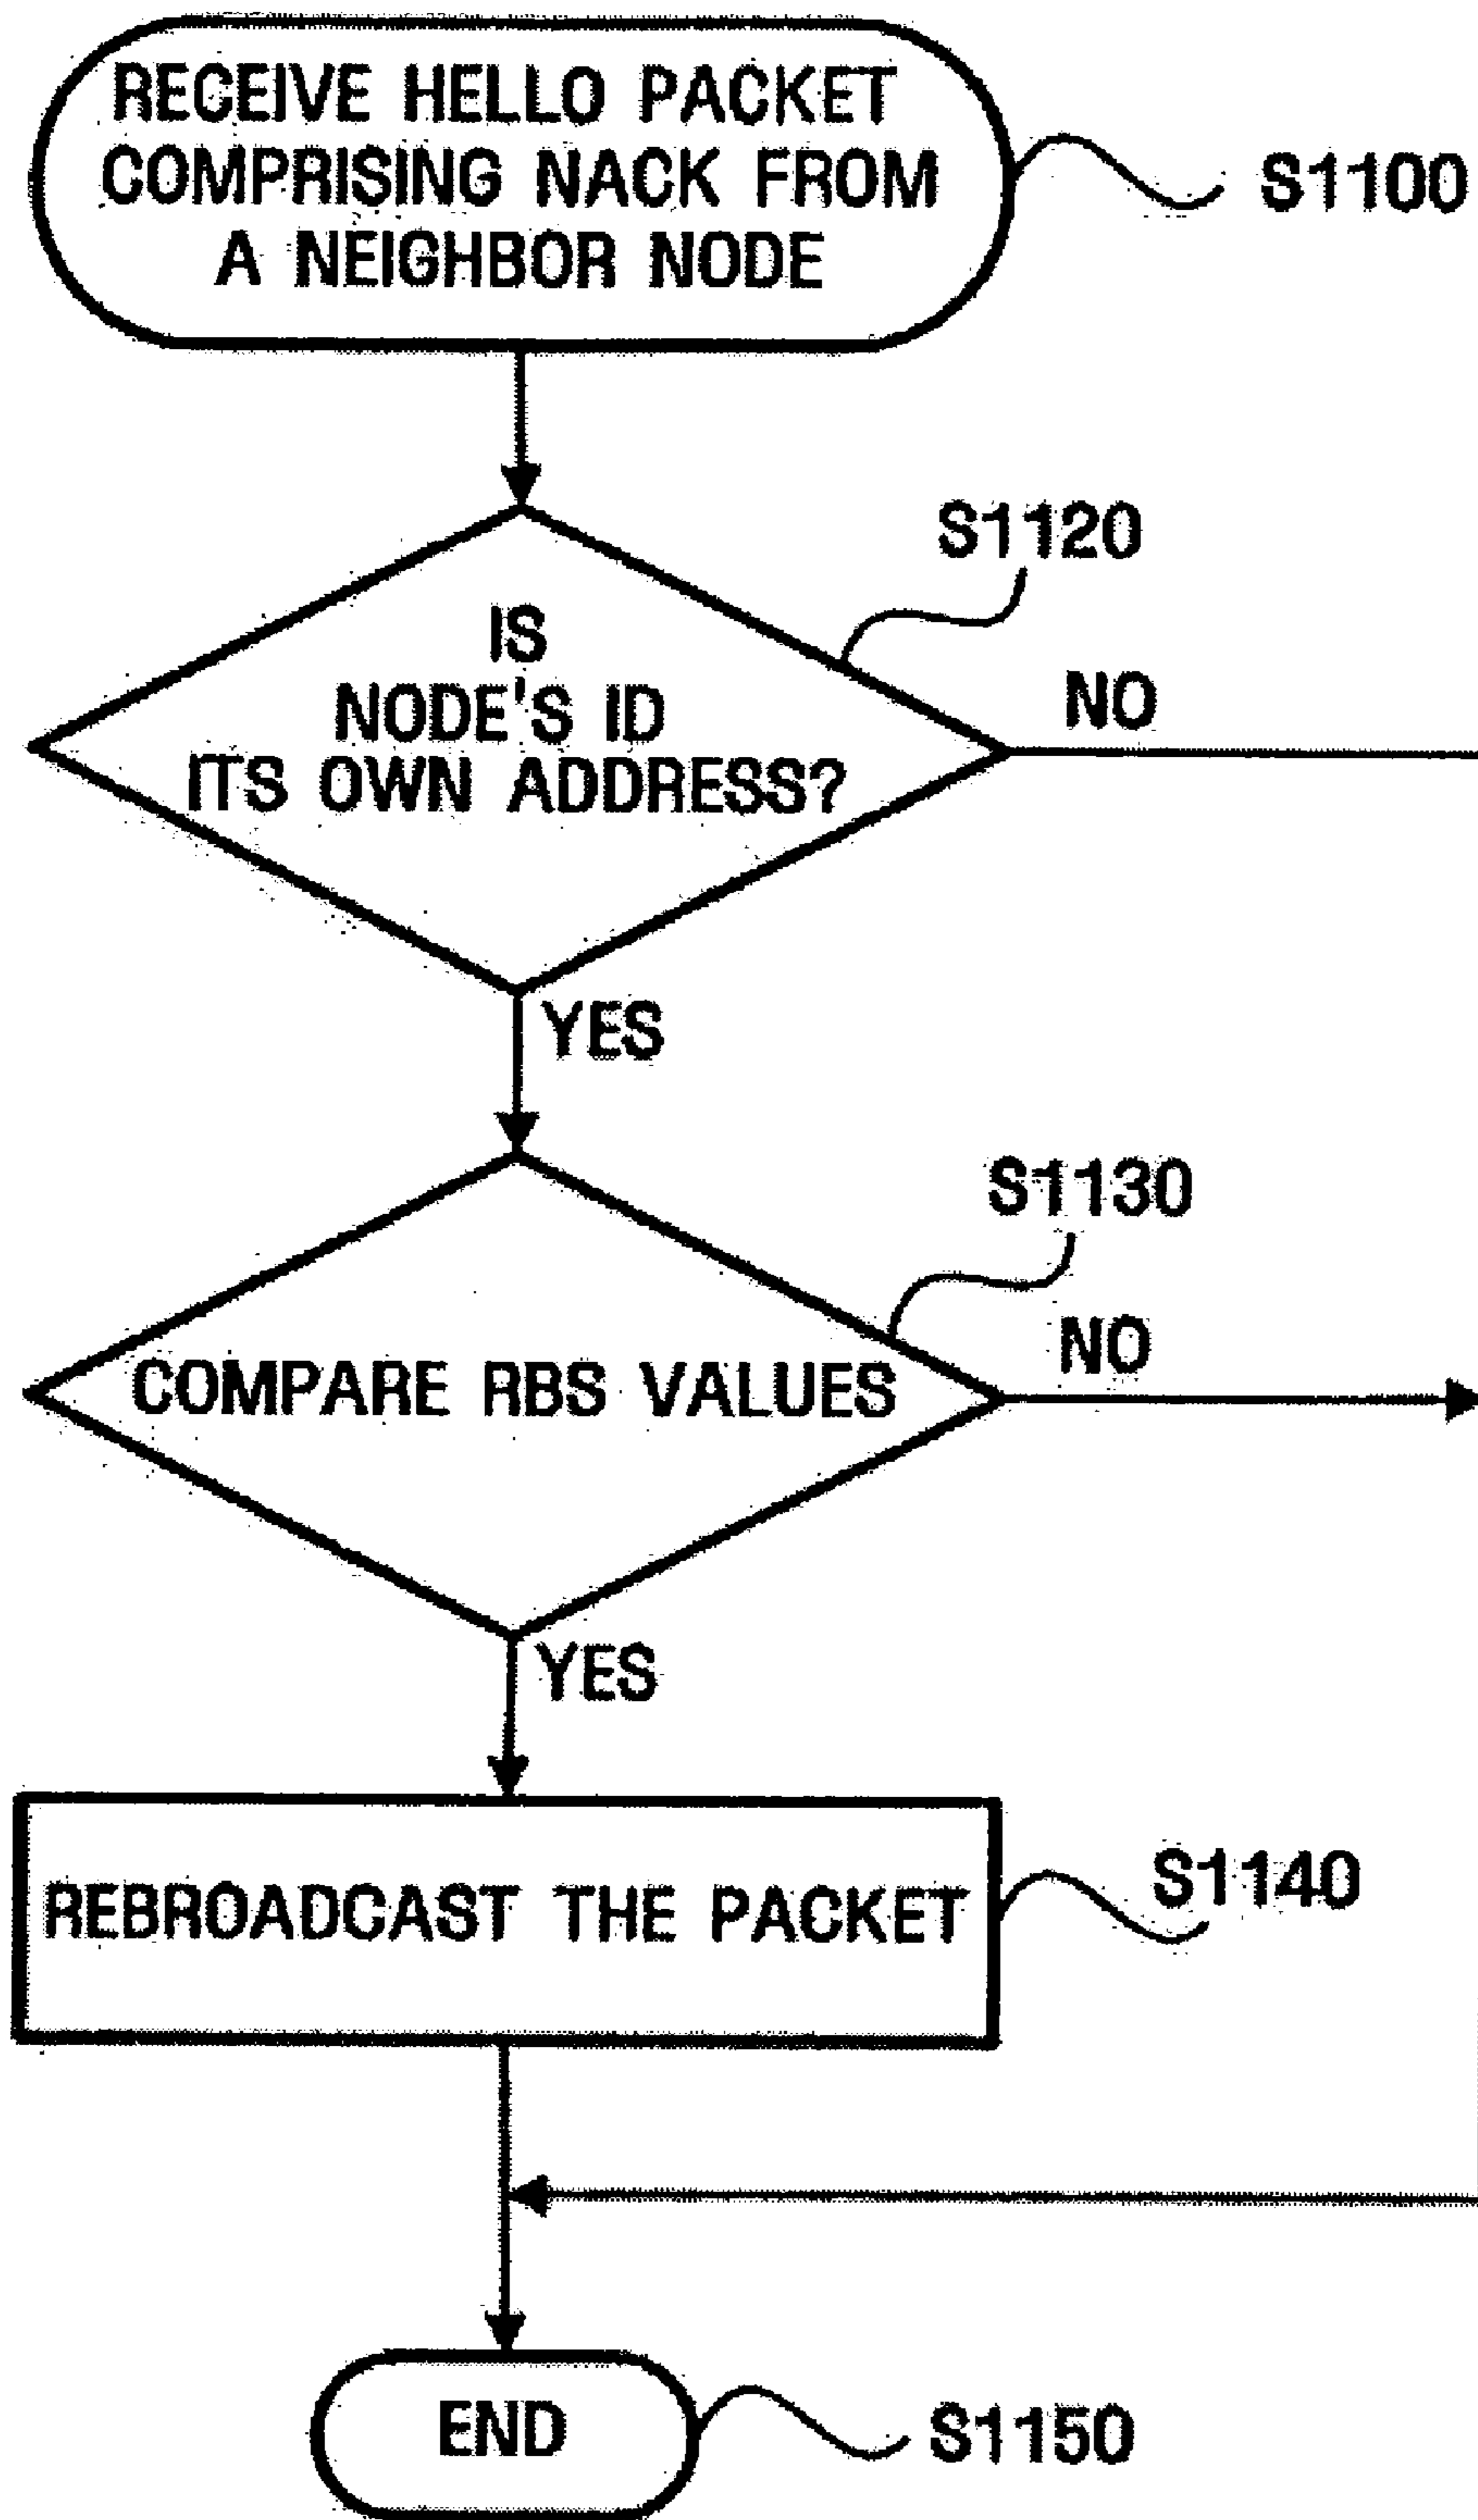 RECEIVE HELLO PACKET
COMPRISING NACK FROM
A NEIGHBOR NODE
S1100
S1120
IS
NODE'S ID
ITS OWN ADDRESS?
NO
YES
S1130
COMPARE RBS VALUES
NO
YES
REBROADCAST THE PACKET
S1140
END
S1150